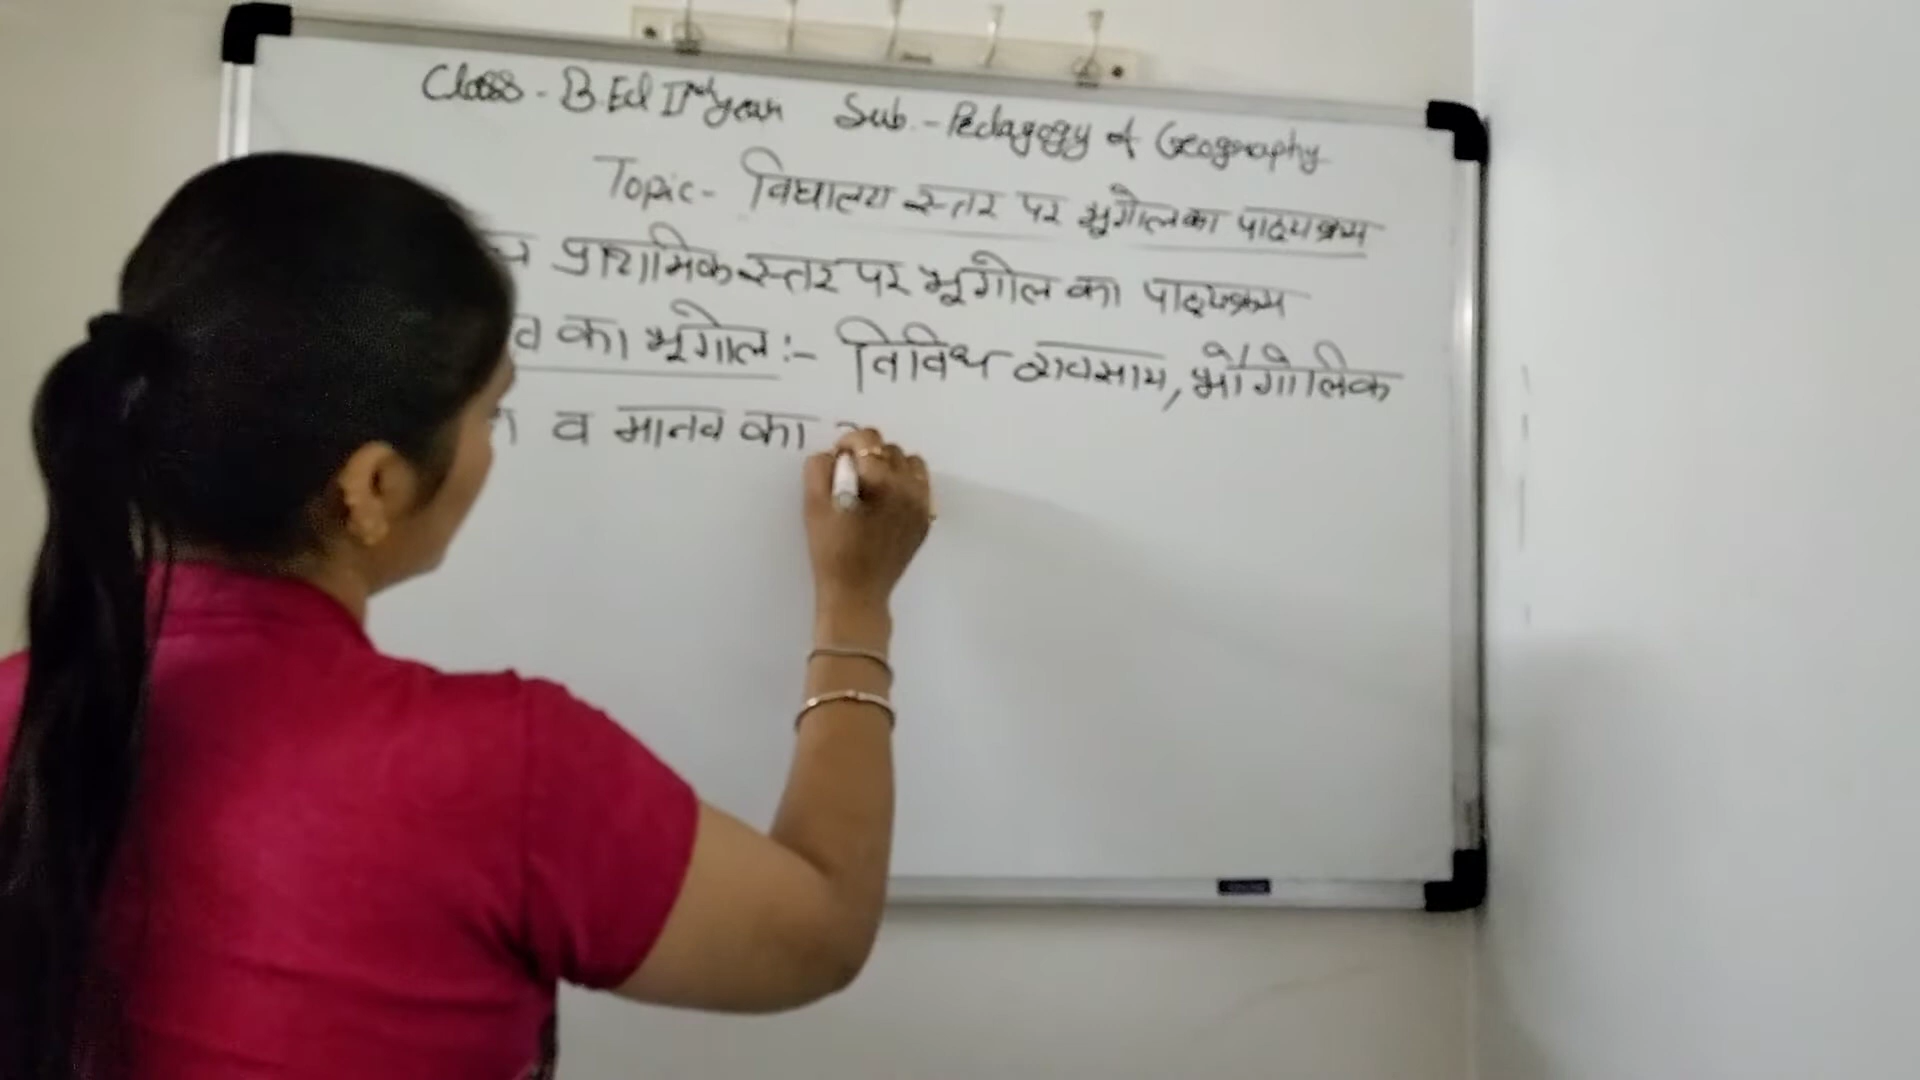 Class - B.Ed IInd year Sub. - Pedagogy of Geography
Topic - विद्यालय स्तर पर भूगोल का पाठ्यक्रम
प्राथमिक स्तर पर भूगोल का पाठ्यक्रम
का भूगोल :- विविध व्यवसाय, भौगोलिक
व मानव का